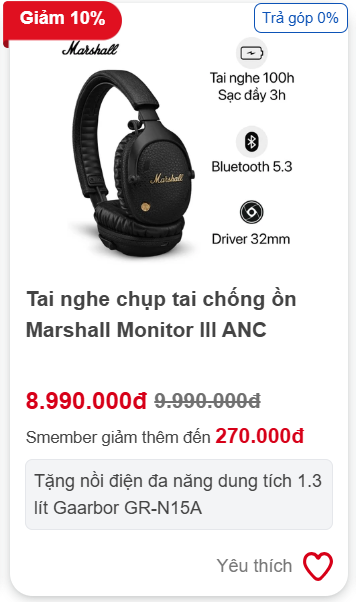 Giảm 10%
Trả góp 0%
Marshall
Tai nghe 100h
Sạc đầy 3h
Marshall
Bluetooth 5.3
Driver 32mm
Tai nghe chụp tai chống ồn
Marshall Monitor III ANC
8.990.000đ 9.990.000đ
Smember giảm thêm đến 270.000đ
Tặng nồi điện đa năng dung tích 1.3
lít Gaarbor GR-N15A
Yêu thích